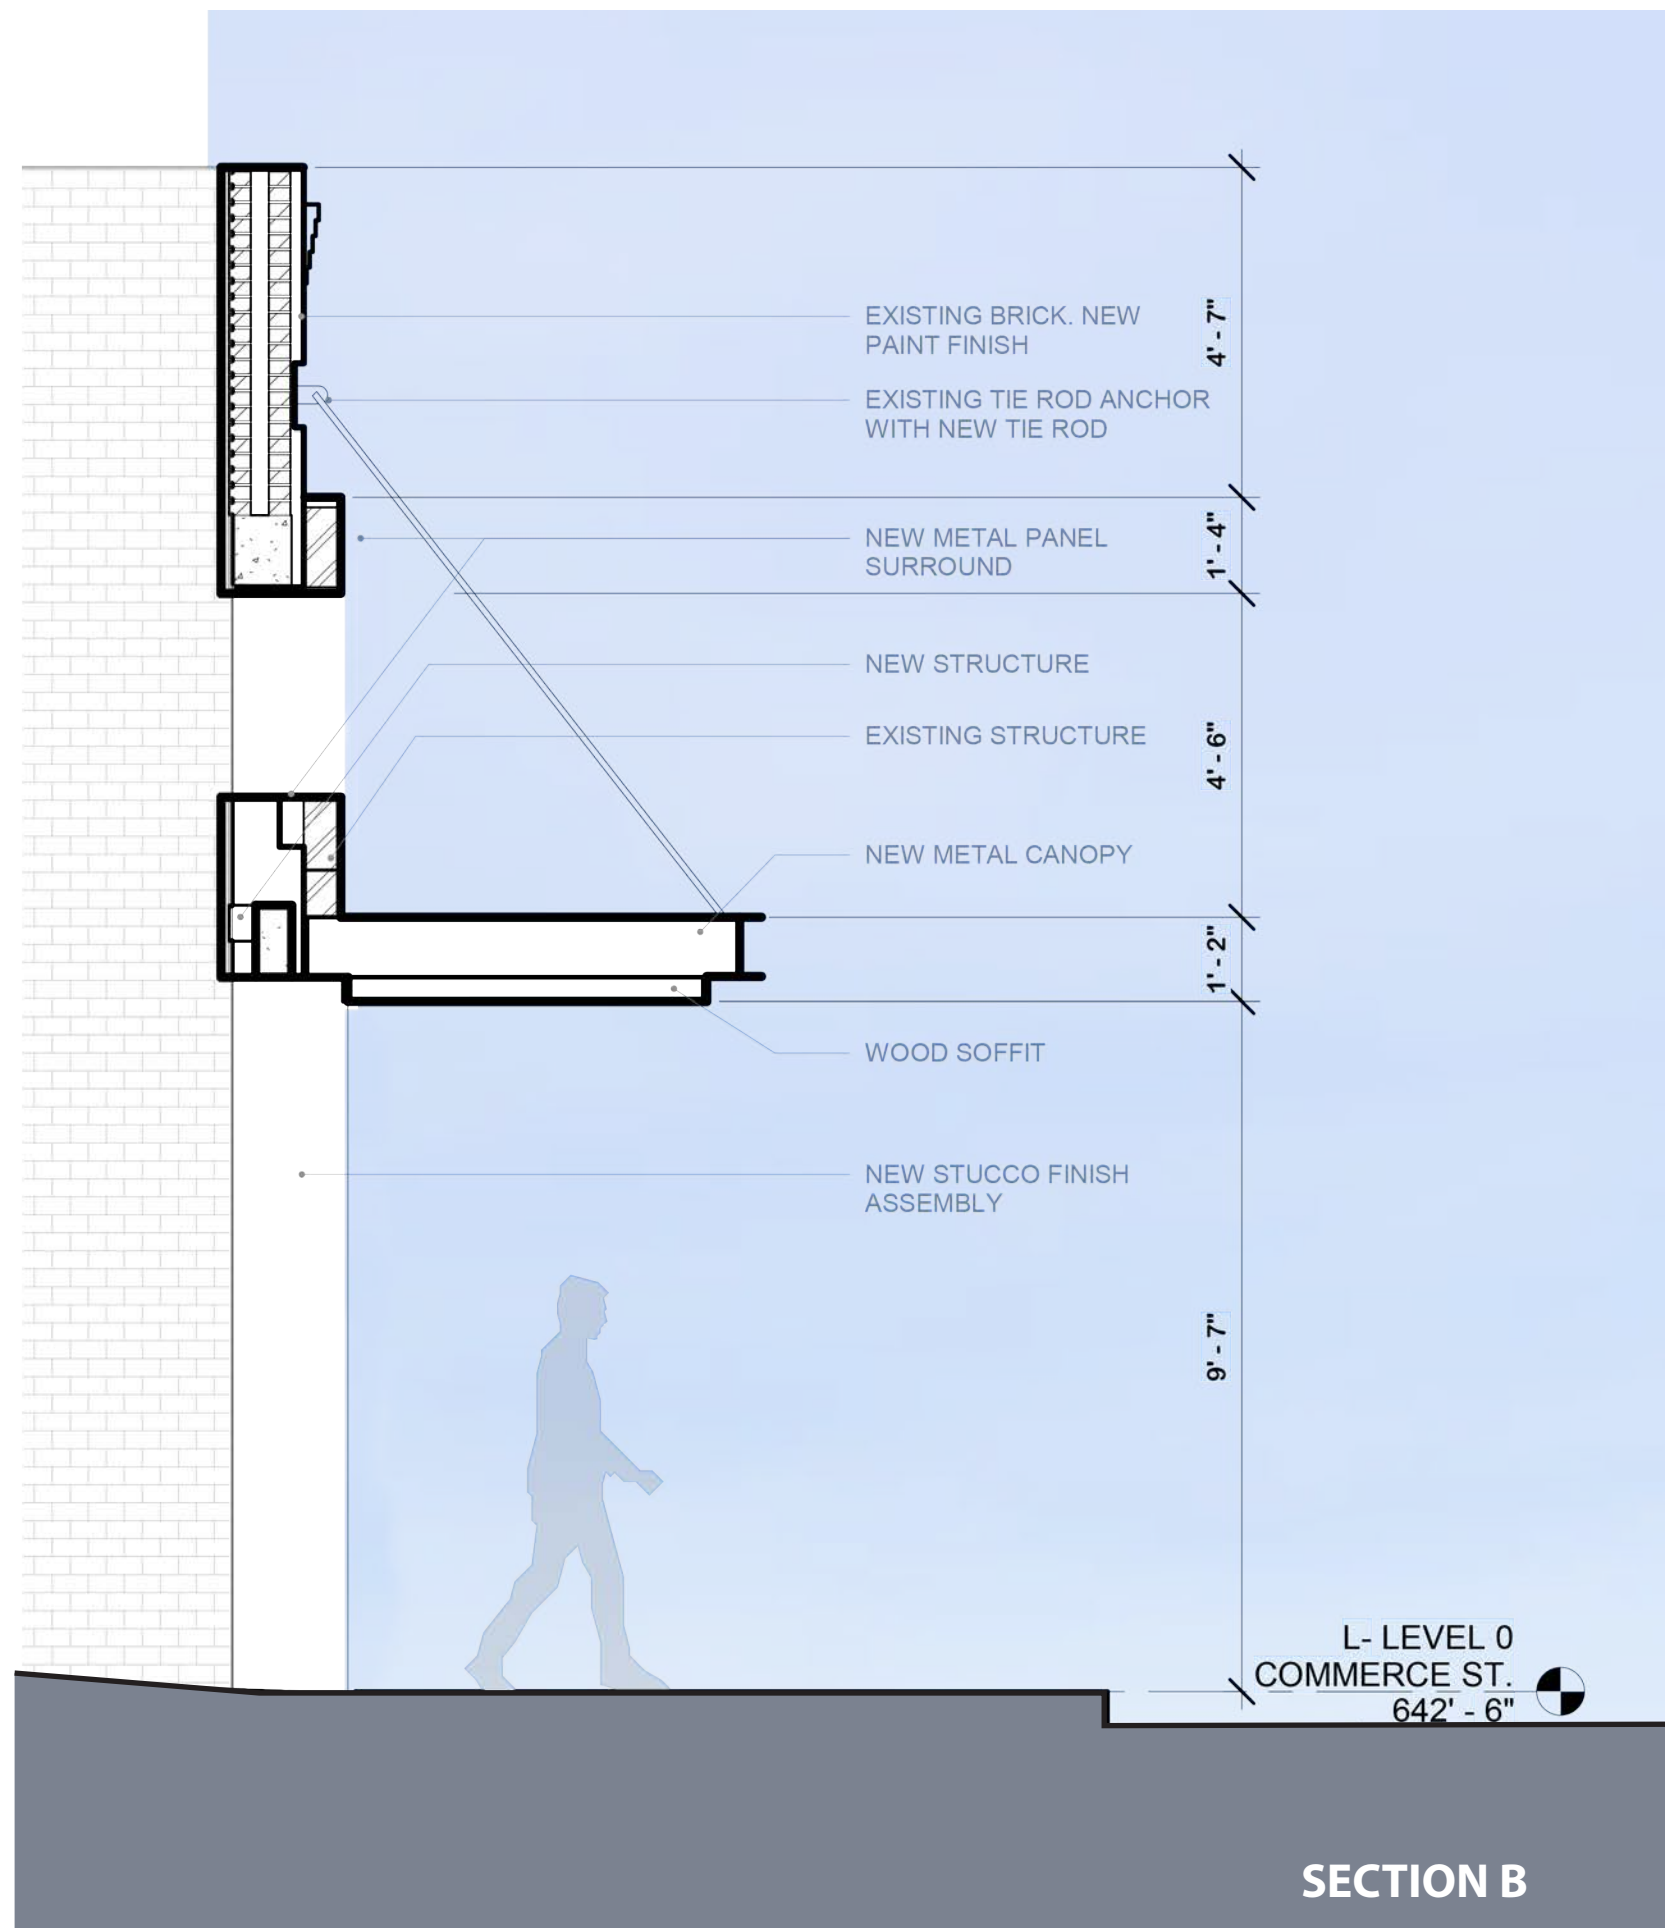 EXISTING BRICK. NEW
PAINT FINISH
4' - 7"
EXISTING TIE ROD ANCHOR
WITH NEW TIE ROD
NEW METAL PANEL
SURROUND
1' - 4"
NEW STRUCTURE
EXISTING STRUCTURE
4' - 6"
NEW METAL CANOPY
1' - 2"
WOOD SOFFIT
NEW STUCCO FINISH
ASSEMBLY
9' - 7"
L- LEVEL 0
COMMERCE ST.
642' - 6"
SECTION B